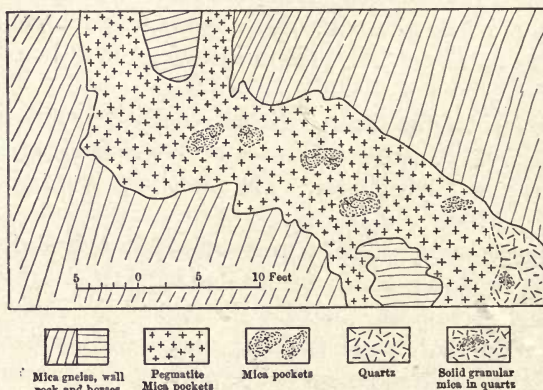 5 0 5 10 Feet
Mica gneiss, wall
rock and horses
Pegmatite
Mica pockets
Mica pockets
Quartz
Solid granular
mica in quartz